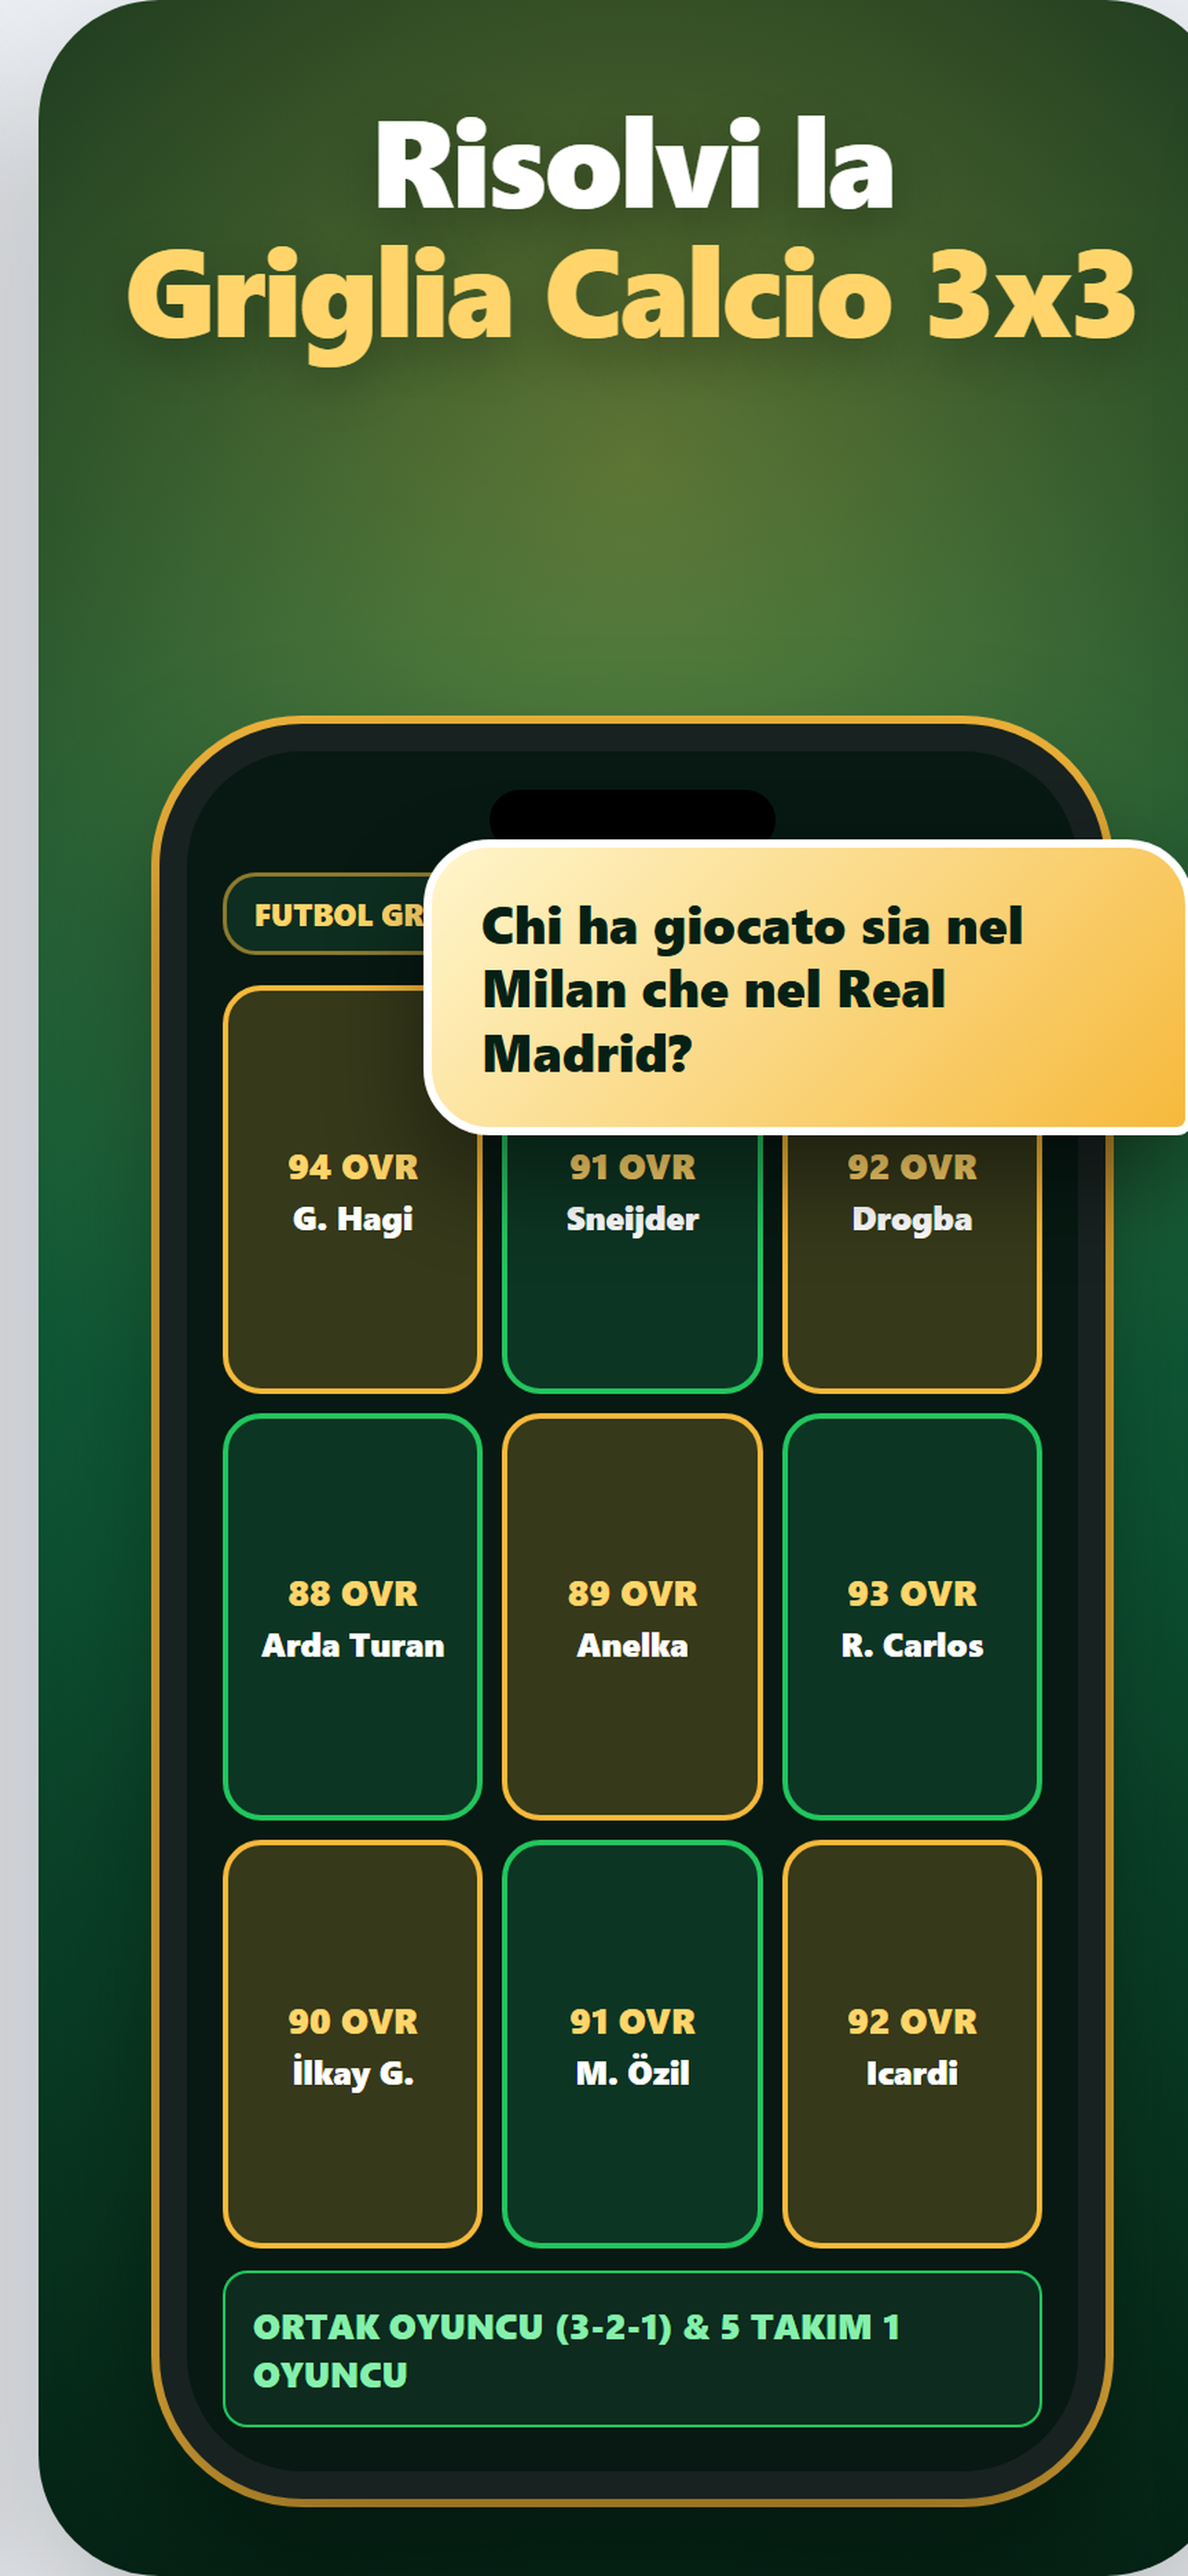 Risolvi la
Griglia Calcio 3x3
FUTBOL
Chi ha giocato sia nel
Milan che nel Real
Madrid?
94 OVR
G. Hagi
91 OVR
Sneijder
92 OVR
Drogba
88 OVR
Arda Turan
89 OVR
Anelka
93 OVR
R. Carlos
90 OVR
İlkay G.
91 OVR
M. Özil
92 OVR
Icardi
ORTAK OYUNCU (3-2-1) & 5 TAKIM 1
OYUNCU